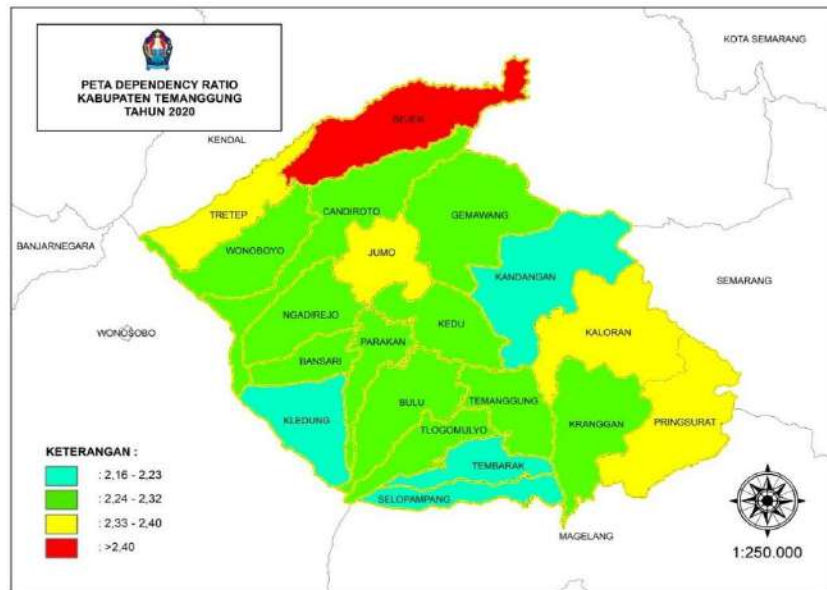 PETA DEPENDENCY RATIO
KABUPATEN TEMANGGUNG
TAHUN 2020
KOTA SEMARANG
KENDAL
BEJEN
TRETEP
CANDIROTO
GEMAWANG
WONOBOYO
BANJARNEGARA
JUMO
KANDANGAN
SEMARANG
NGADIREJO
WONOSOBO
KEDU
KALORAN
PARAKAN
BANSARI
BULU
TEMANGGUNG
KLEDUNG
KRANGGAN
PRINGSURAT
TLOGOMULYO
TEMBARAK
SELOPAMPANG
MAGELANG
KETERANGAN :
: 2,16 - 2,23
: 2,24 - 2,32
: 2,33 - 2,40
: >2,40
1:250.000